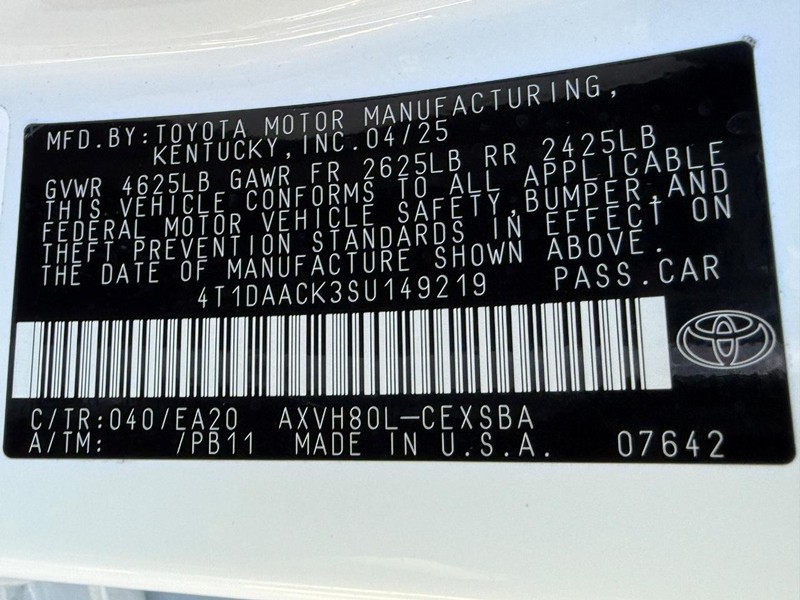 MFD.BY:TOYOTA MOTOR MANUFACTURING,
KENTUCKY,INC.04/25
GVWR 4625LB GAWR FR 2625LB RR 2425LB
THIS VEHICLE CONFORMS TO ALL APPLICABLE
FEDERAL MOTOR VEHICLE SAFETY,BUMPER,AND
THEFT PREVENTION STANDARDS IN EFFECT ON
THE DATE OF MANUFACTURE SHOWN ABOVE.
4T1DAACK3SU149219 PASS.CAR
C/TR:040/EA20 AXVH80L-CEXSBA
A/TM: /PB11 MADE IN U.S.A. 07642